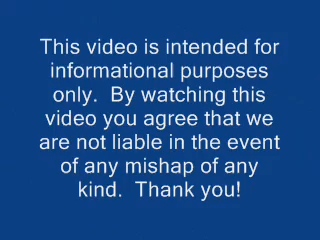 This video is intended for
informational purposes
only.  By watching this
video you agree that we
are not liable in the event
of any mishap of any
kind.  Thank you!